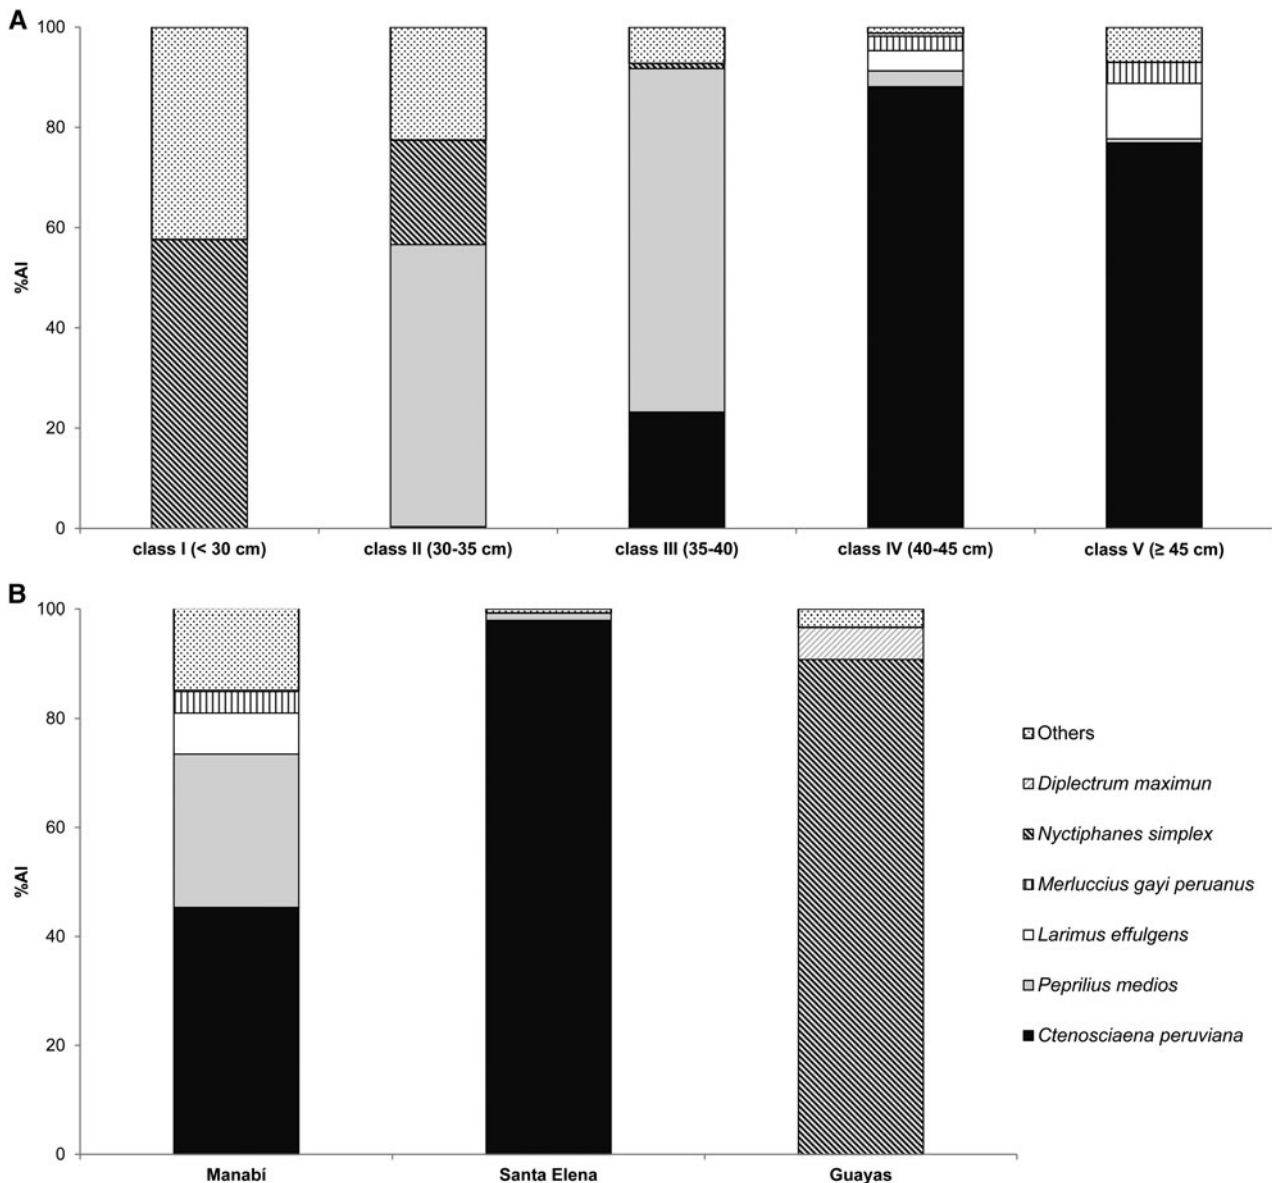 A
100
80
60
40
20
0
%AI
class I (< 30 cm) class II (30-35 cm) class III (35-40) class IV (40-45 cm) class V (≥ 45 cm)
B
100
80
60
40
20
0
%AI
Manabí Santa Elena Guayas
Others
Diplectrum maximun
Nyctiphanes simplex
Merluccius gayi peruanus
Larimus effulgens
Peprilius medios
Ctenosciaena peruviana